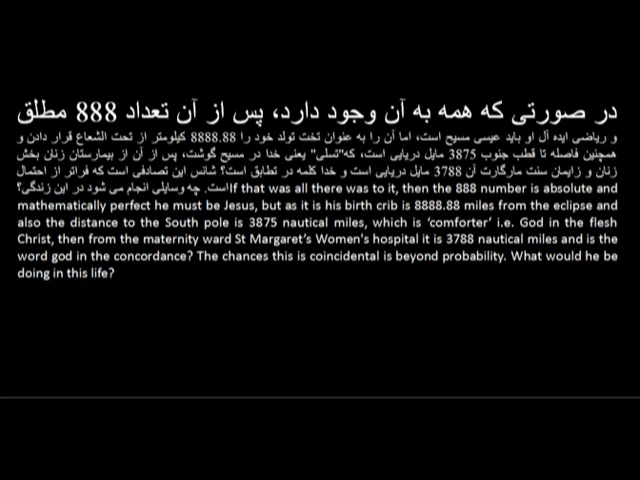 در صورتی که همه به آن وجود دارد، پس از آن تعداد 888 مطلق
و ریاضی ایده آل او باید عیسی مسیح است، اما آن را به عنوان تخت تولد خود را 8888.88 کیلومتر از تحت الشعاع قرار دادن و
همچنین فاصله تا قطب جنوب 3875 مایل دریایی است، که"تسلی" یعنی خدا در مسیح گوشت، پس از آن از بیمارستان زنان بخش
زنان و زایمان سنت مارگارت آن 3788 مایل دریایی است و خدا کلمه در تطابق است؟ شانس این تصادفی است که فراتر از احتمال
است. چه وسایلی انجام می شود در این زندگی؟If that was all there was to it, then the 888 number is absolute and
mathematically perfect he must be Jesus, but as it is his birth crib is 8888.88 miles from the eclipse and
also the distance to the South pole is 3875 nautical miles, which is ‘comforter’ i.e. God in the flesh
Christ, then from the maternity ward St Margaret’s Women's hospital it is 3788 nautical miles and is the
word god in the concordance? The chances this is coincidental is beyond probability. What would he be
doing in this life?